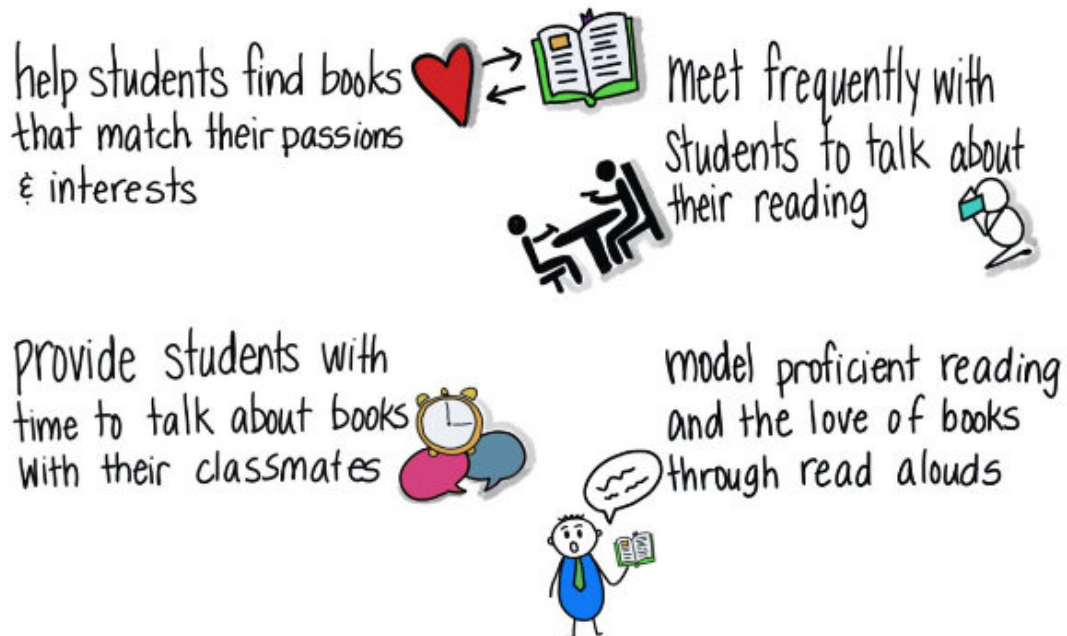 help students find books
that match their passions
& interests
meet frequently with
students to talk about
their reading
provide students with
time to talk about books
with their classmates
model proficient reading
and the love of books
through read alouds